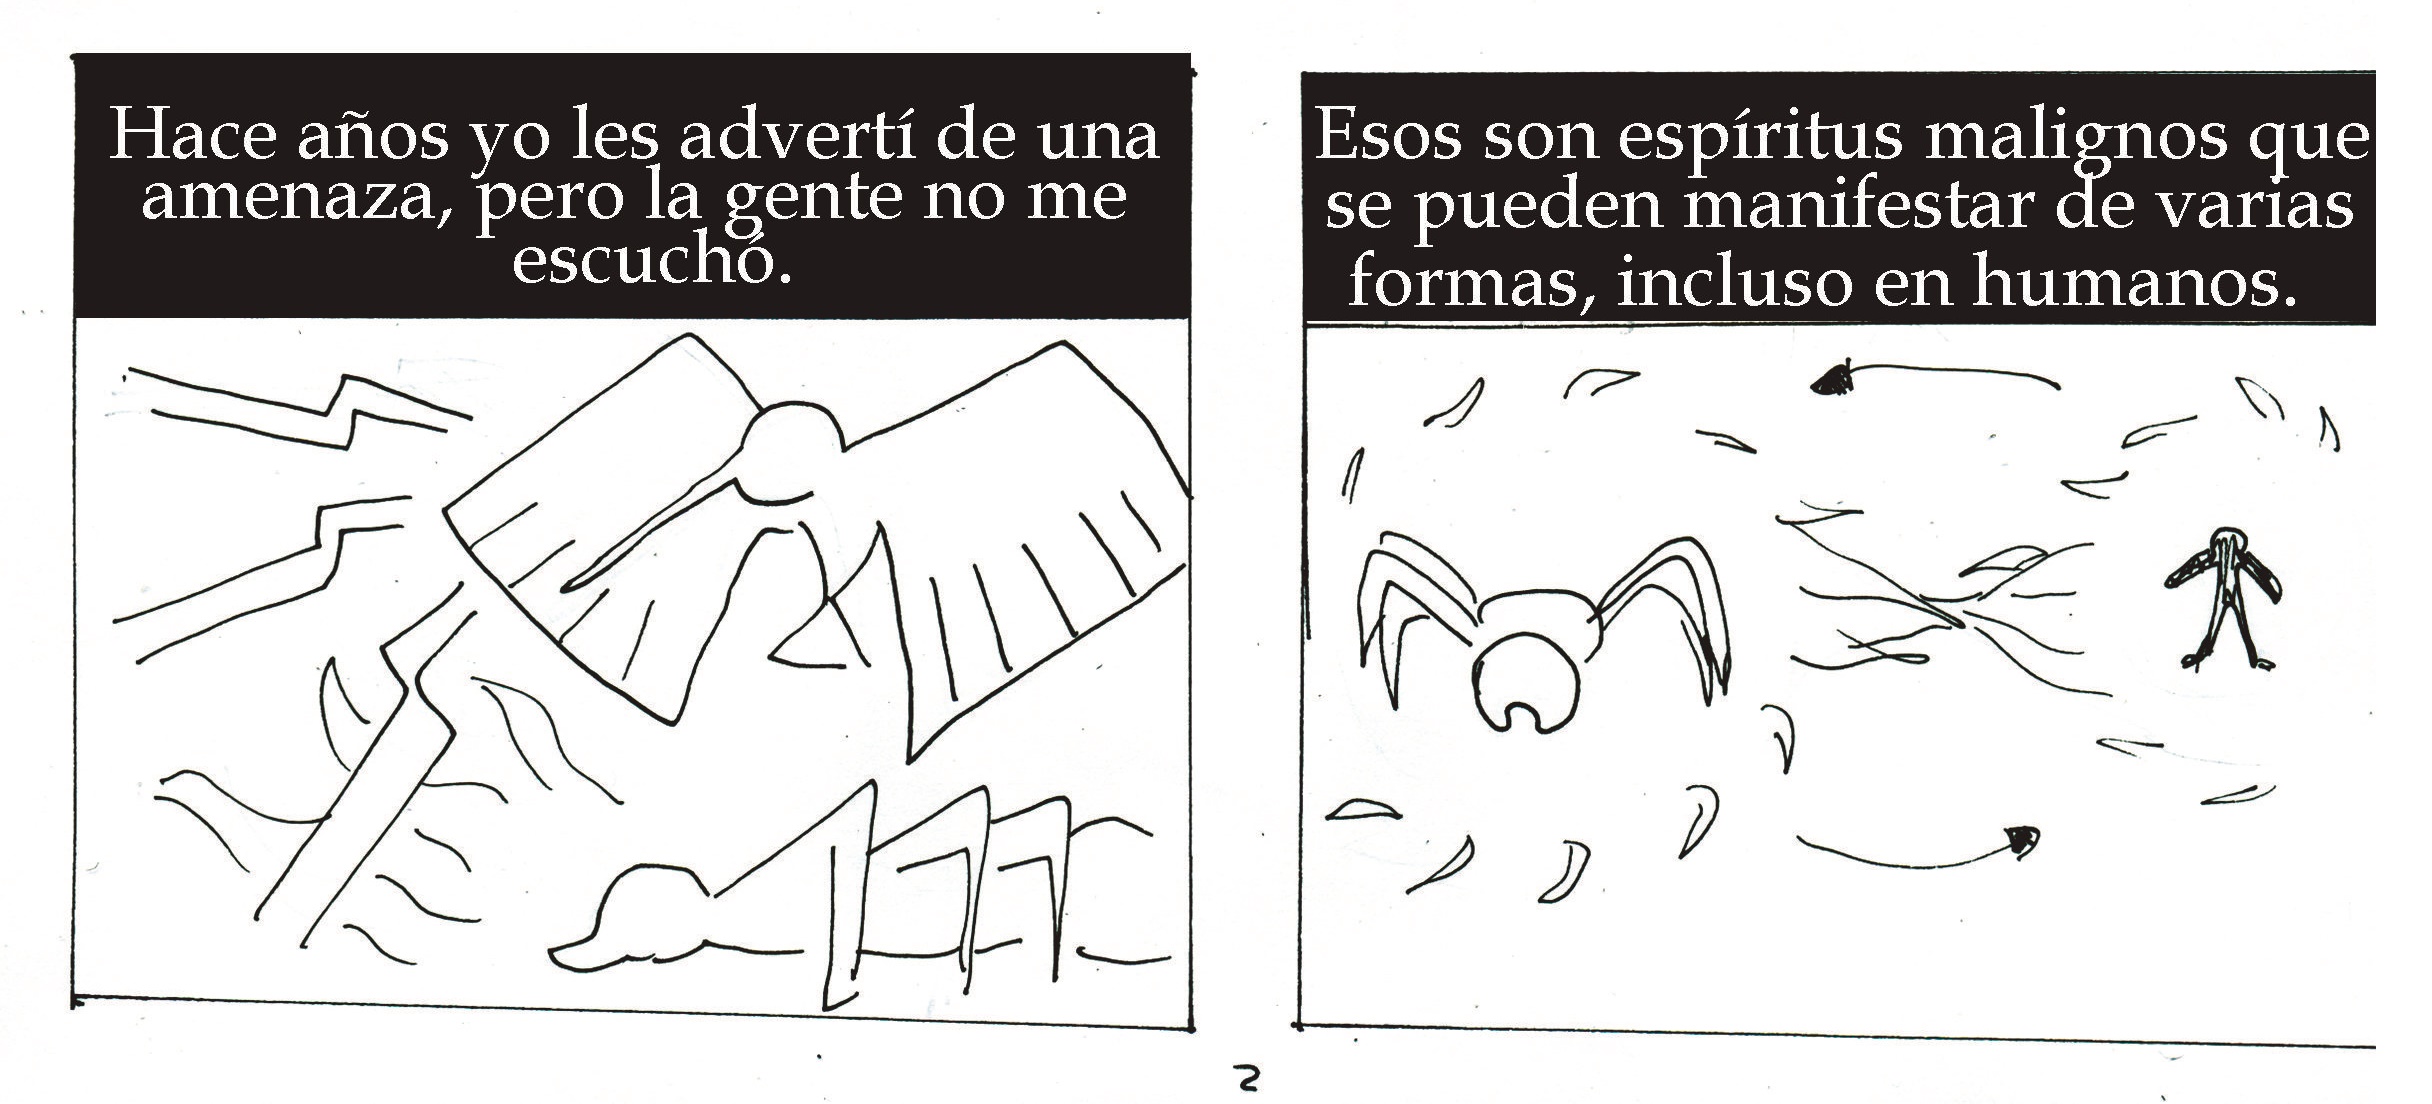 Hace años yo les advertí de una
amenaza, pero la gente no me
escuchó.
Esos son espíritus malignos que
se pueden manifestar de varias
formas, incluso en humanos.
2